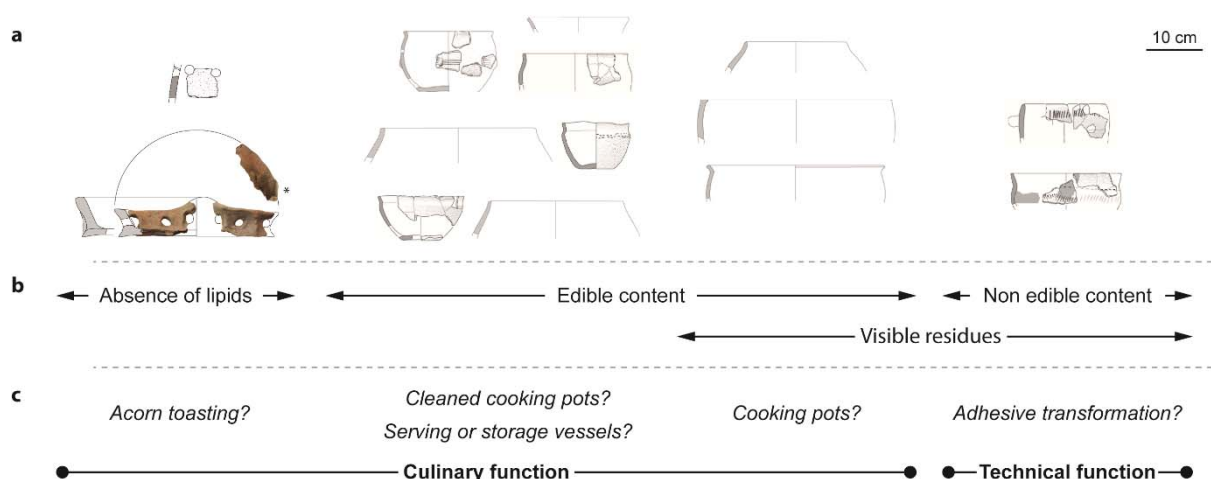 a
10 cm
*
b
Absence of lipids
Edible content
Non edible content
Visible residues
c
Acorn toasting?
Cleaned cooking pots?
Serving or storage vessels?
Cooking pots?
Adhesive transformation?
Culinary function
Technical function